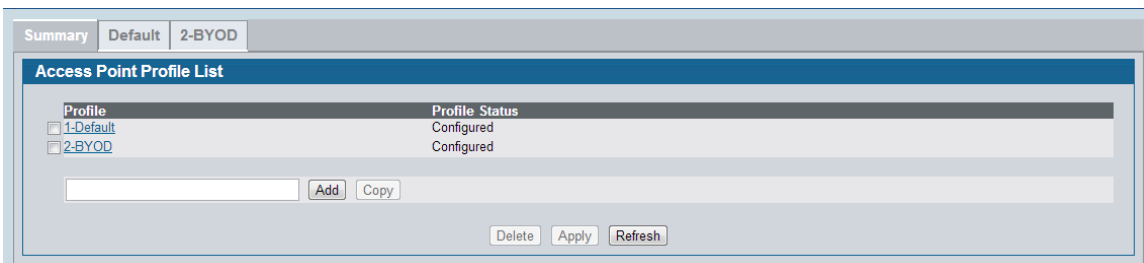 Summary Default 2-BYOD
Access Point Profile List
Profile Profile Status
1-Default Configured
2-BYOD Configured
Add Copy
Delete Apply Refresh